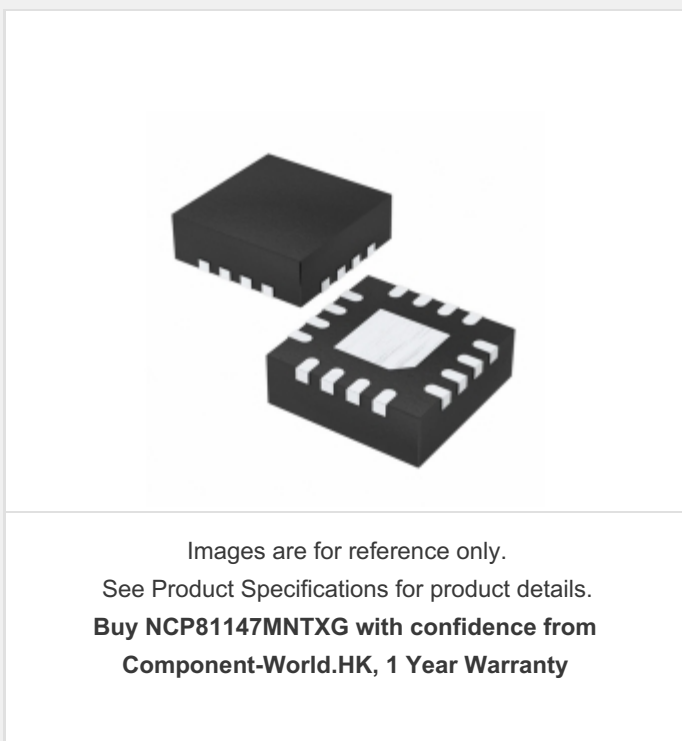 Images are for reference only.
See Product Specifications for product details.
Buy NCP81147MNTXG with confidence from
Component-World.HK, 1 Year Warranty